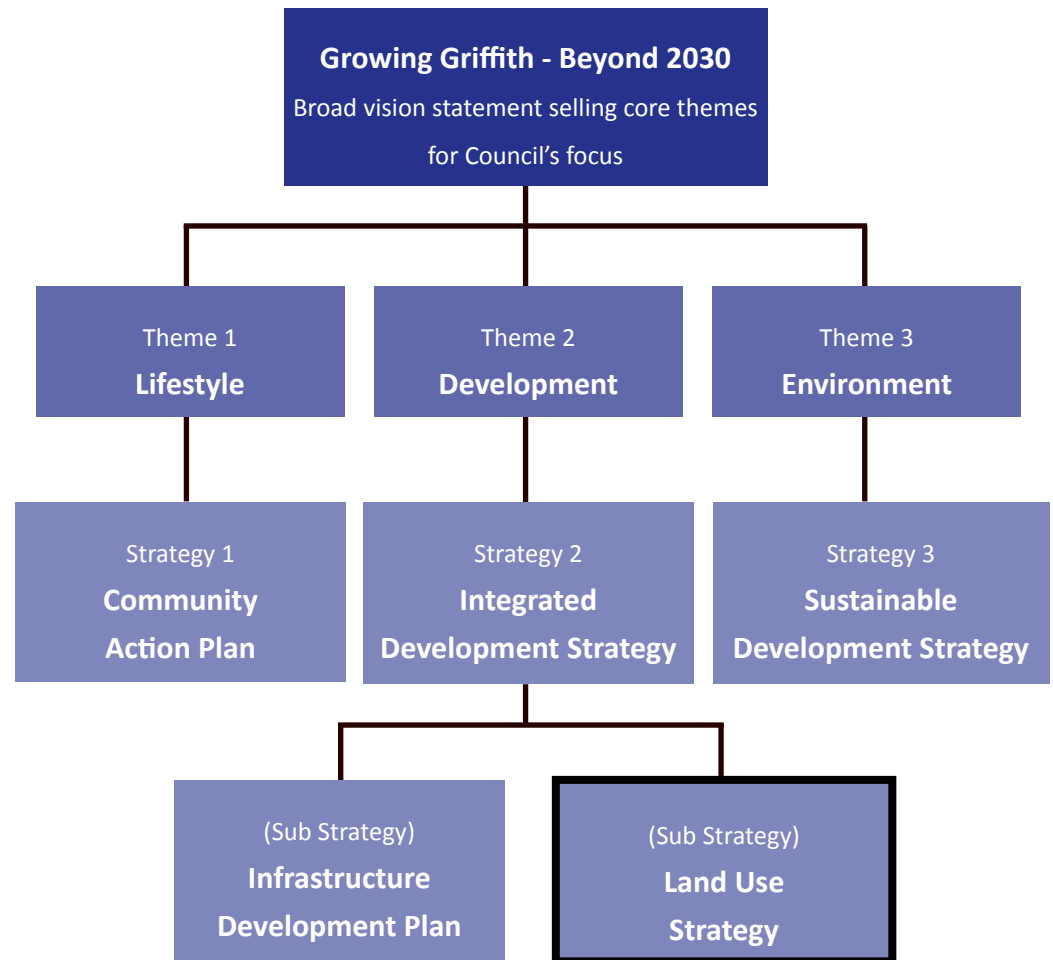 Growing Griffith - Beyond 2030
Broad vision statement selling core themes
for Council’s focus
Theme 1
Lifestyle
Theme 2
Development
Theme 3
Environment
Strategy 1
Community
Action Plan
Strategy 2
Integrated
Development Strategy
Strategy 3
Sustainable
Development Strategy
(Sub Strategy)
Infrastructure
Development Plan
(Sub Strategy)
Land Use
Strategy